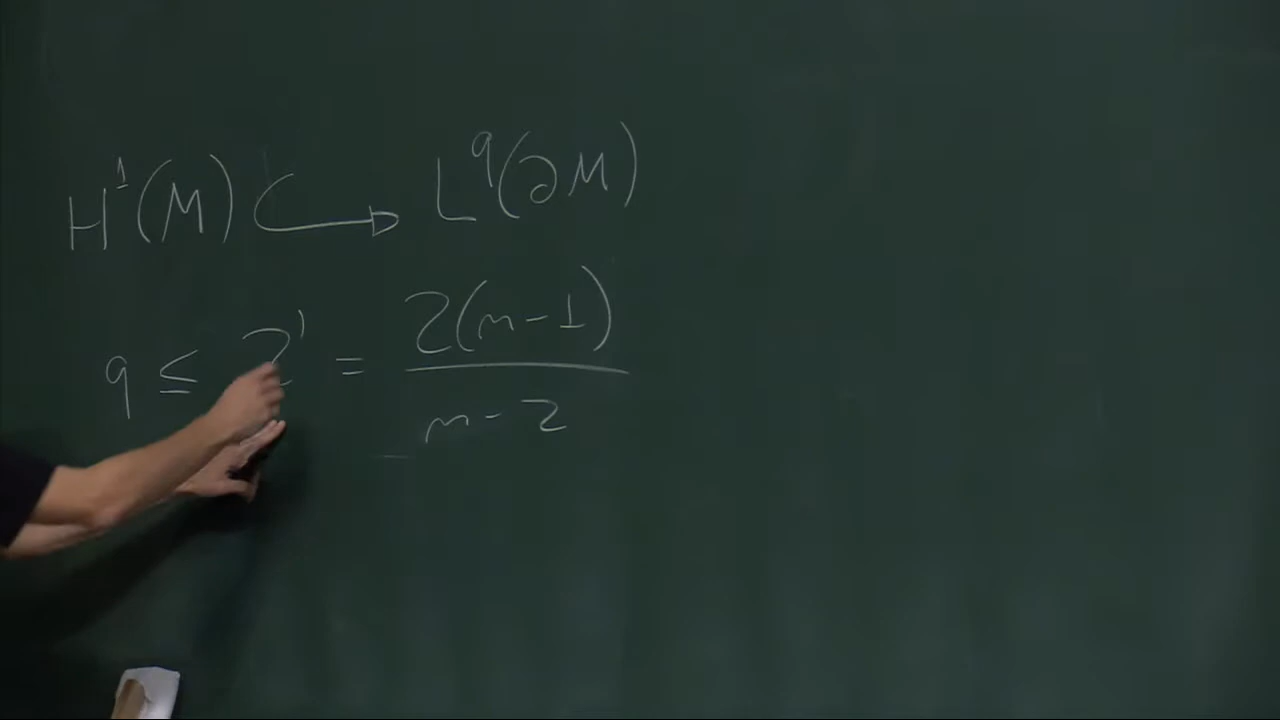 H¹(M) ↪ L^q(∂M)
q ≤ 2' = 2(m-1)/(m-2)